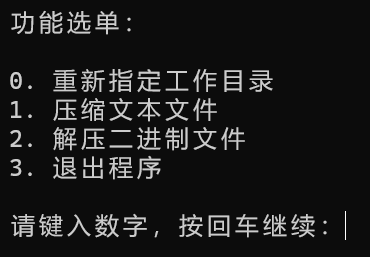 功能选单：
0. 重新指定工作目录
1. 压缩文本文件
2. 解压二进制文件
3. 退出程序
请键入数字，按回车继续：